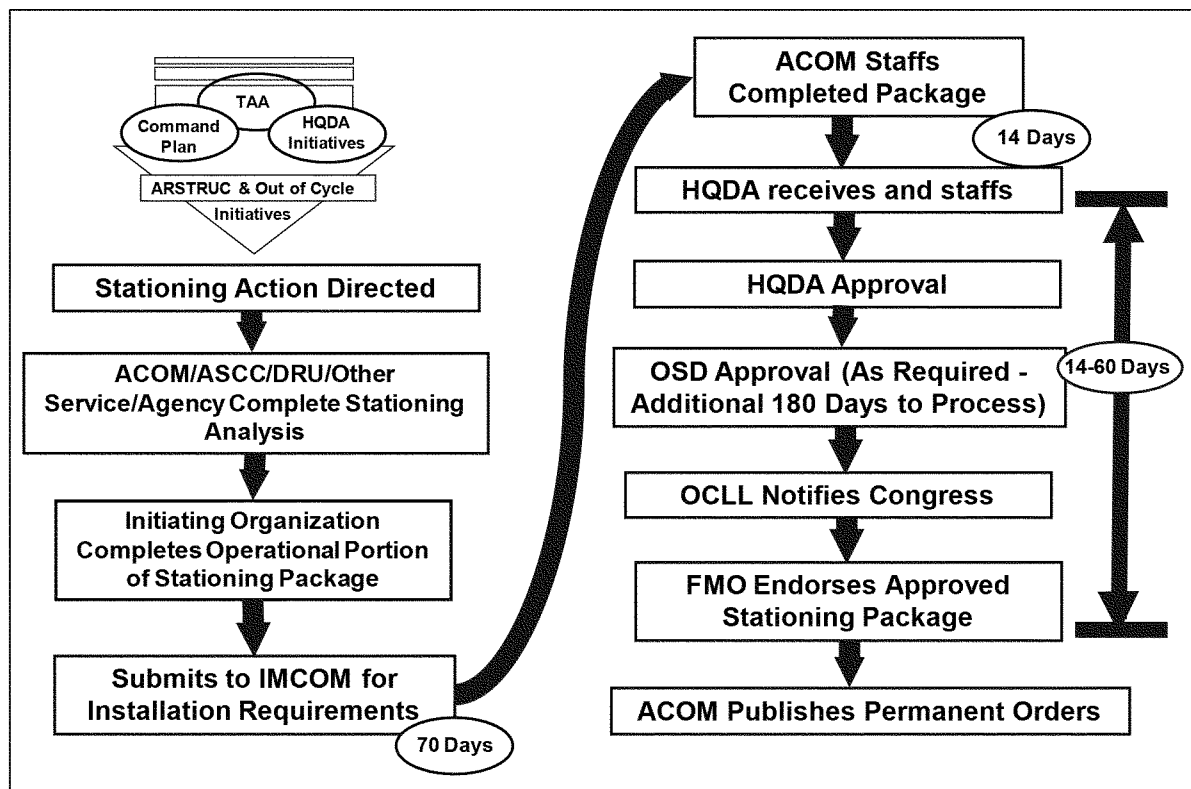 TAA
Command
Plan
HQDA
Initiatives
ARSTRUC & Out of Cycle
Initiatives
Stationing Action Directed
ACOM/ASCC/DRU/Other
Service/Agency Complete Stationing
Analysis
Initiating Organization
Completes Operational Portion
of Stationing Package
Submits to IMCOM for
Installation Requirements
70 Days
ACOM Staffs
Completed Package
14 Days
HQDA receives and staffs
HQDA Approval
OSD Approval (As Required -
Additional 180 Days to Process)
14-60 Days
OCLL Notifies Congress
FMO Endorses Approved
Stationing Package
ACOM Publishes Permanent Orders